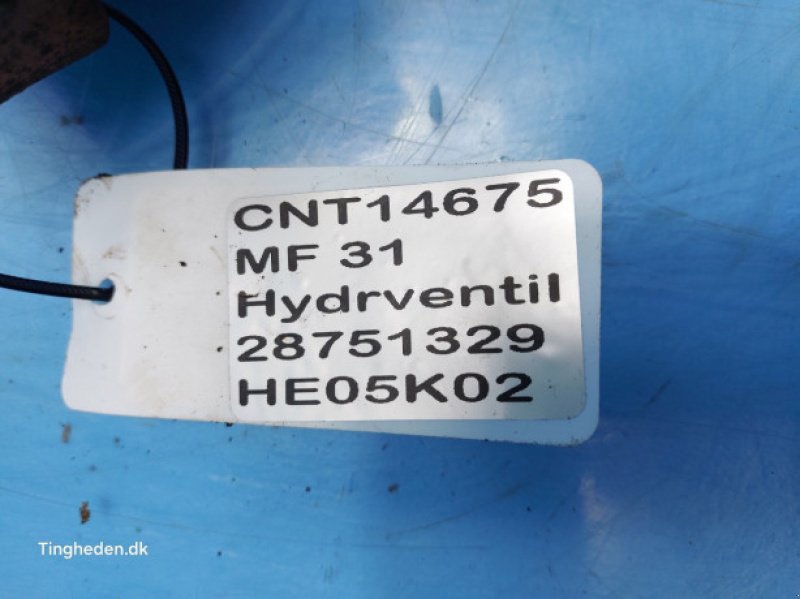 CNT14675
MF 31
Hydrventil
28751329
HE05K02
Tingheden.dk